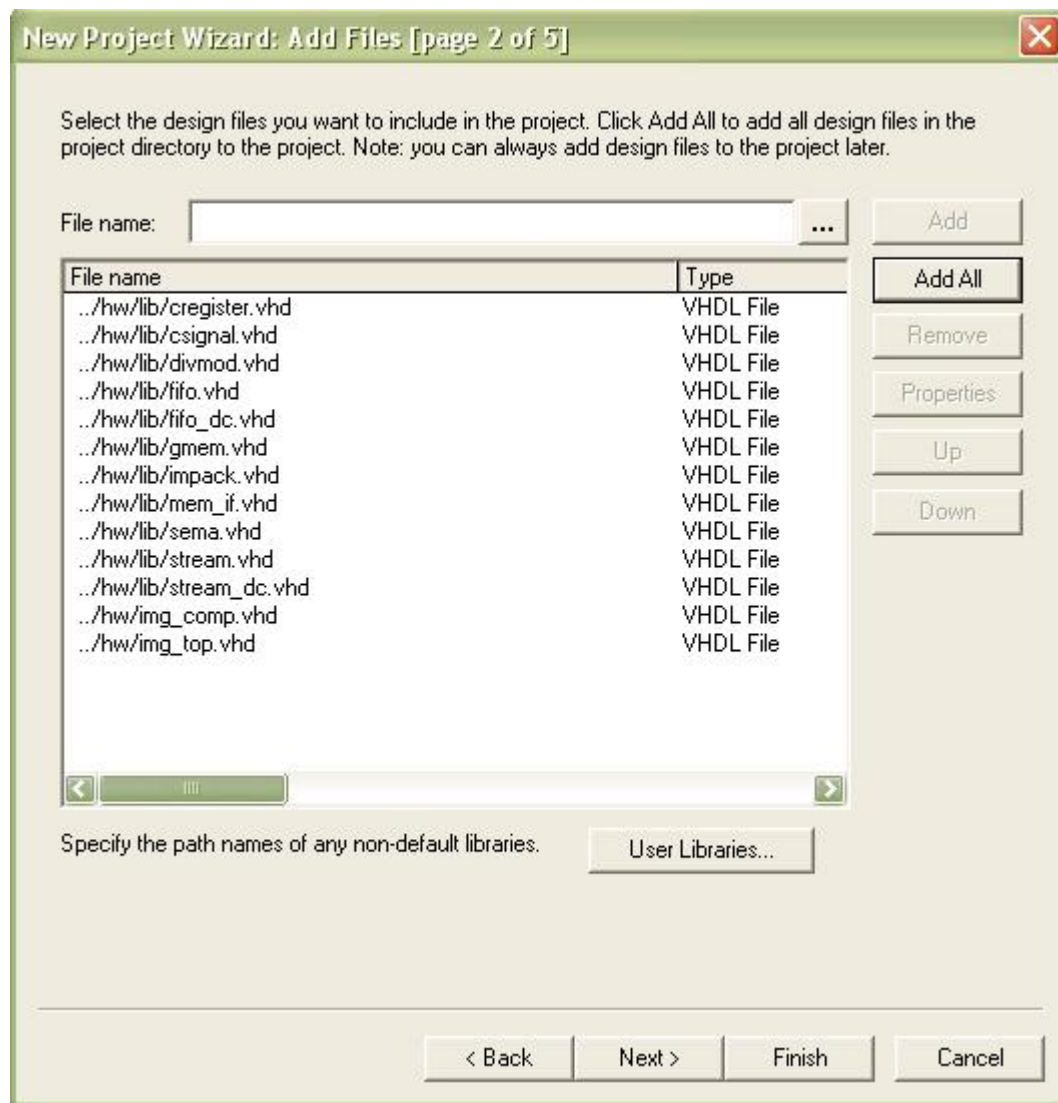 New Project Wizard: Add Files [page 2 of 5]
Select the design files you want to include in the project. Click Add All to add all design files in the
project directory to the project. Note: you can always add design files to the project later.
File name: ... Add
File name Type Add All
../hw/lib/cregister.vhd VHDL File
../hw/lib/csignal.vhd VHDL File
../hw/lib/divmod.vhd VHDL File
../hw/lib/fifo.vhd VHDL File
../hw/lib/fifo_dc.vhd VHDL File
../hw/lib/gmem.vhd VHDL File
../hw/lib/impack.vhd VHDL File
../hw/lib/mem_if.vhd VHDL File
../hw/lib/sema.vhd VHDL File
../hw/lib/stream.vhd VHDL File
../hw/lib/stream_dc.vhd VHDL File
../hw/img_comp.vhd VHDL File
../hw/img_top.vhd VHDL File
Remove
Properties
Up
Down
Specify the path names of any non-default libraries. User Libraries...
< Back Next > Finish Cancel